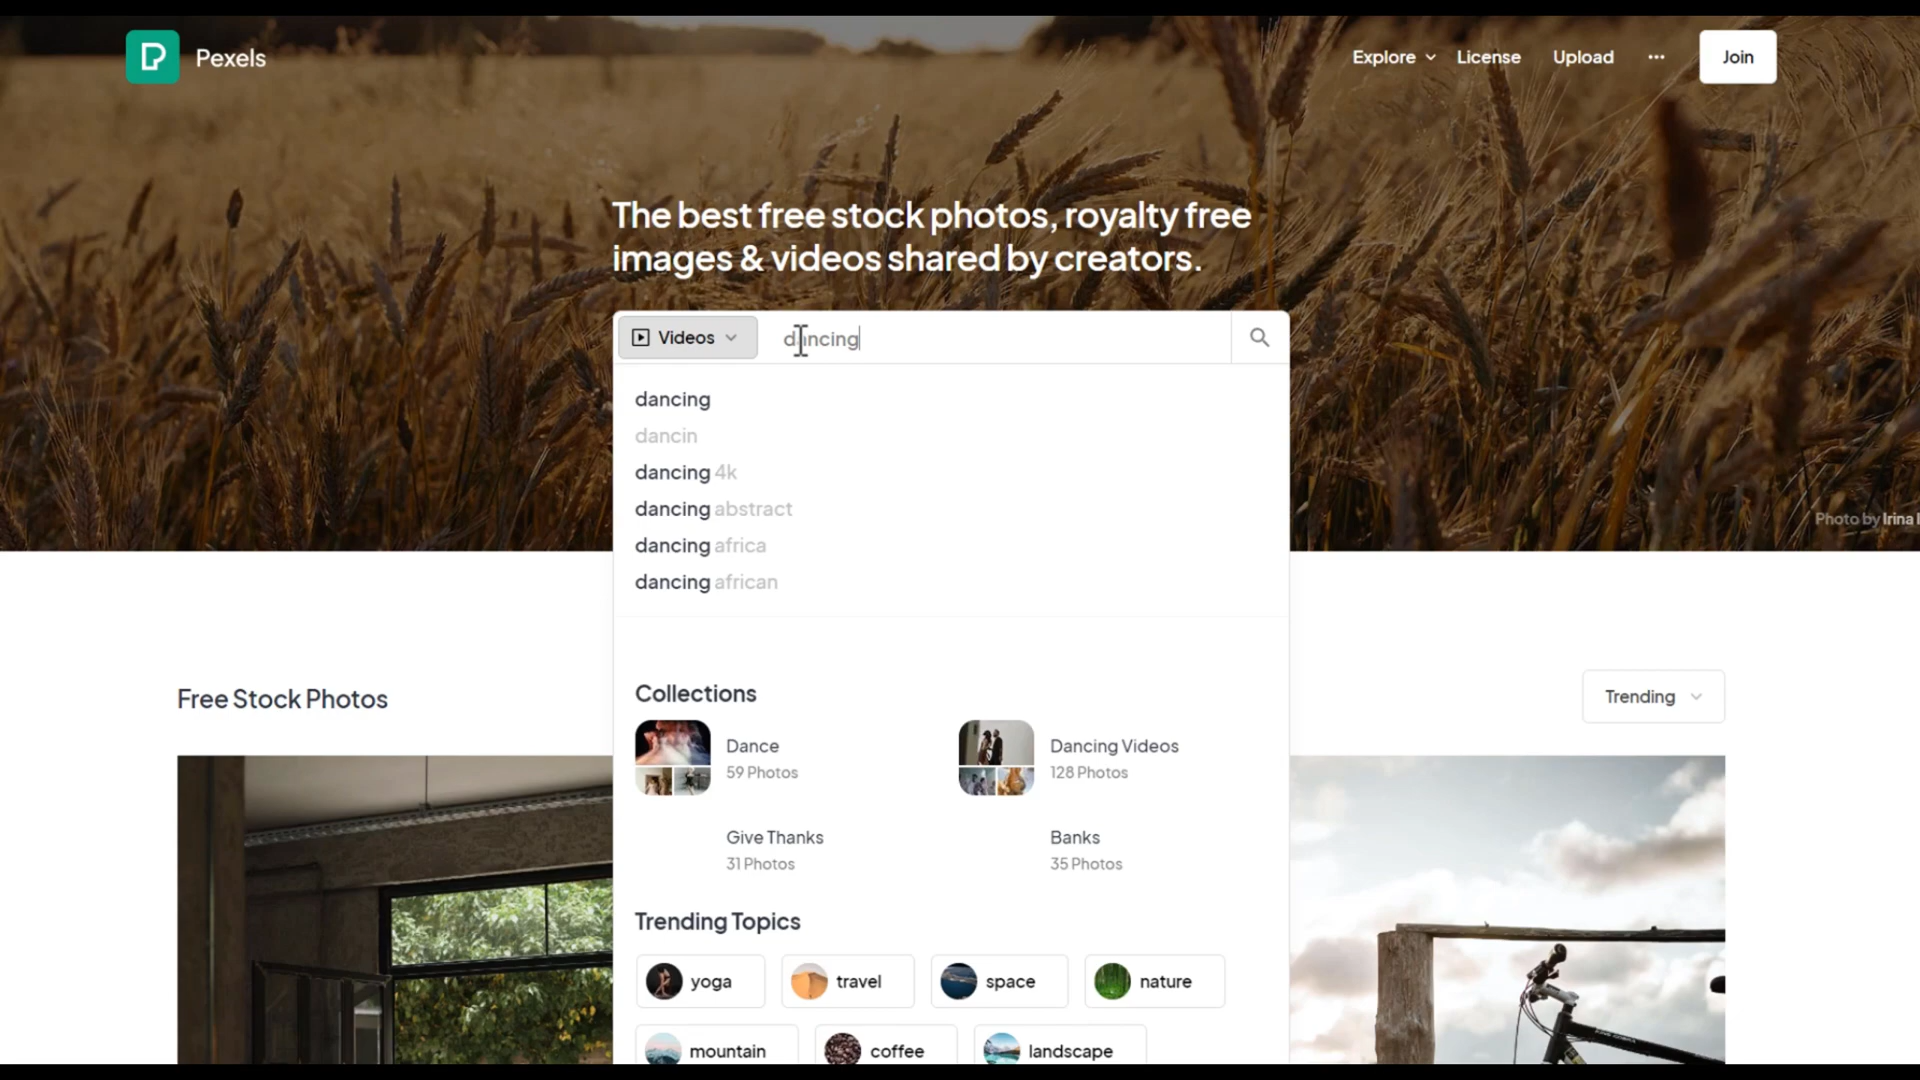 Pexels
Explore License Upload ... Join
The best free stock photos, royalty free
images & videos shared by creators.
Videos dancing
dancing
dancin
dancing 4k
dancing abstract
dancing africa
dancing african
Photo by Irina
Free Stock Photos
Trending
Collections
Dance
59 Photos
Dancing Videos
128 Photos
Give Thanks
31 Photos
Banks
35 Photos
Trending Topics
yoga travel space nature
mountain coffee landscape